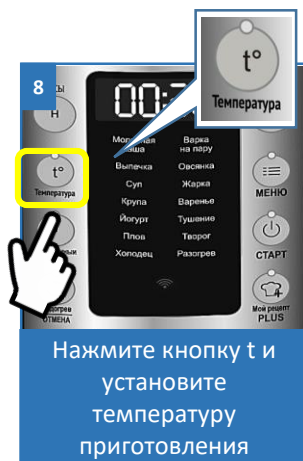 8
t°
Температура
Н
00:
Молочная каша
Варка на пару
Выпечка
Овсянка
Суп
Жарка
Крупа
Варенье
Йогурт
Тушение
Плов
Творог
Холодец
Разогрев
t°
Температура
МЕНЮ
СТАРТ
ОТМЕНА
Мой рецепт
PLUS
Нажмите кнопку t и
установите
температуру
приготовления